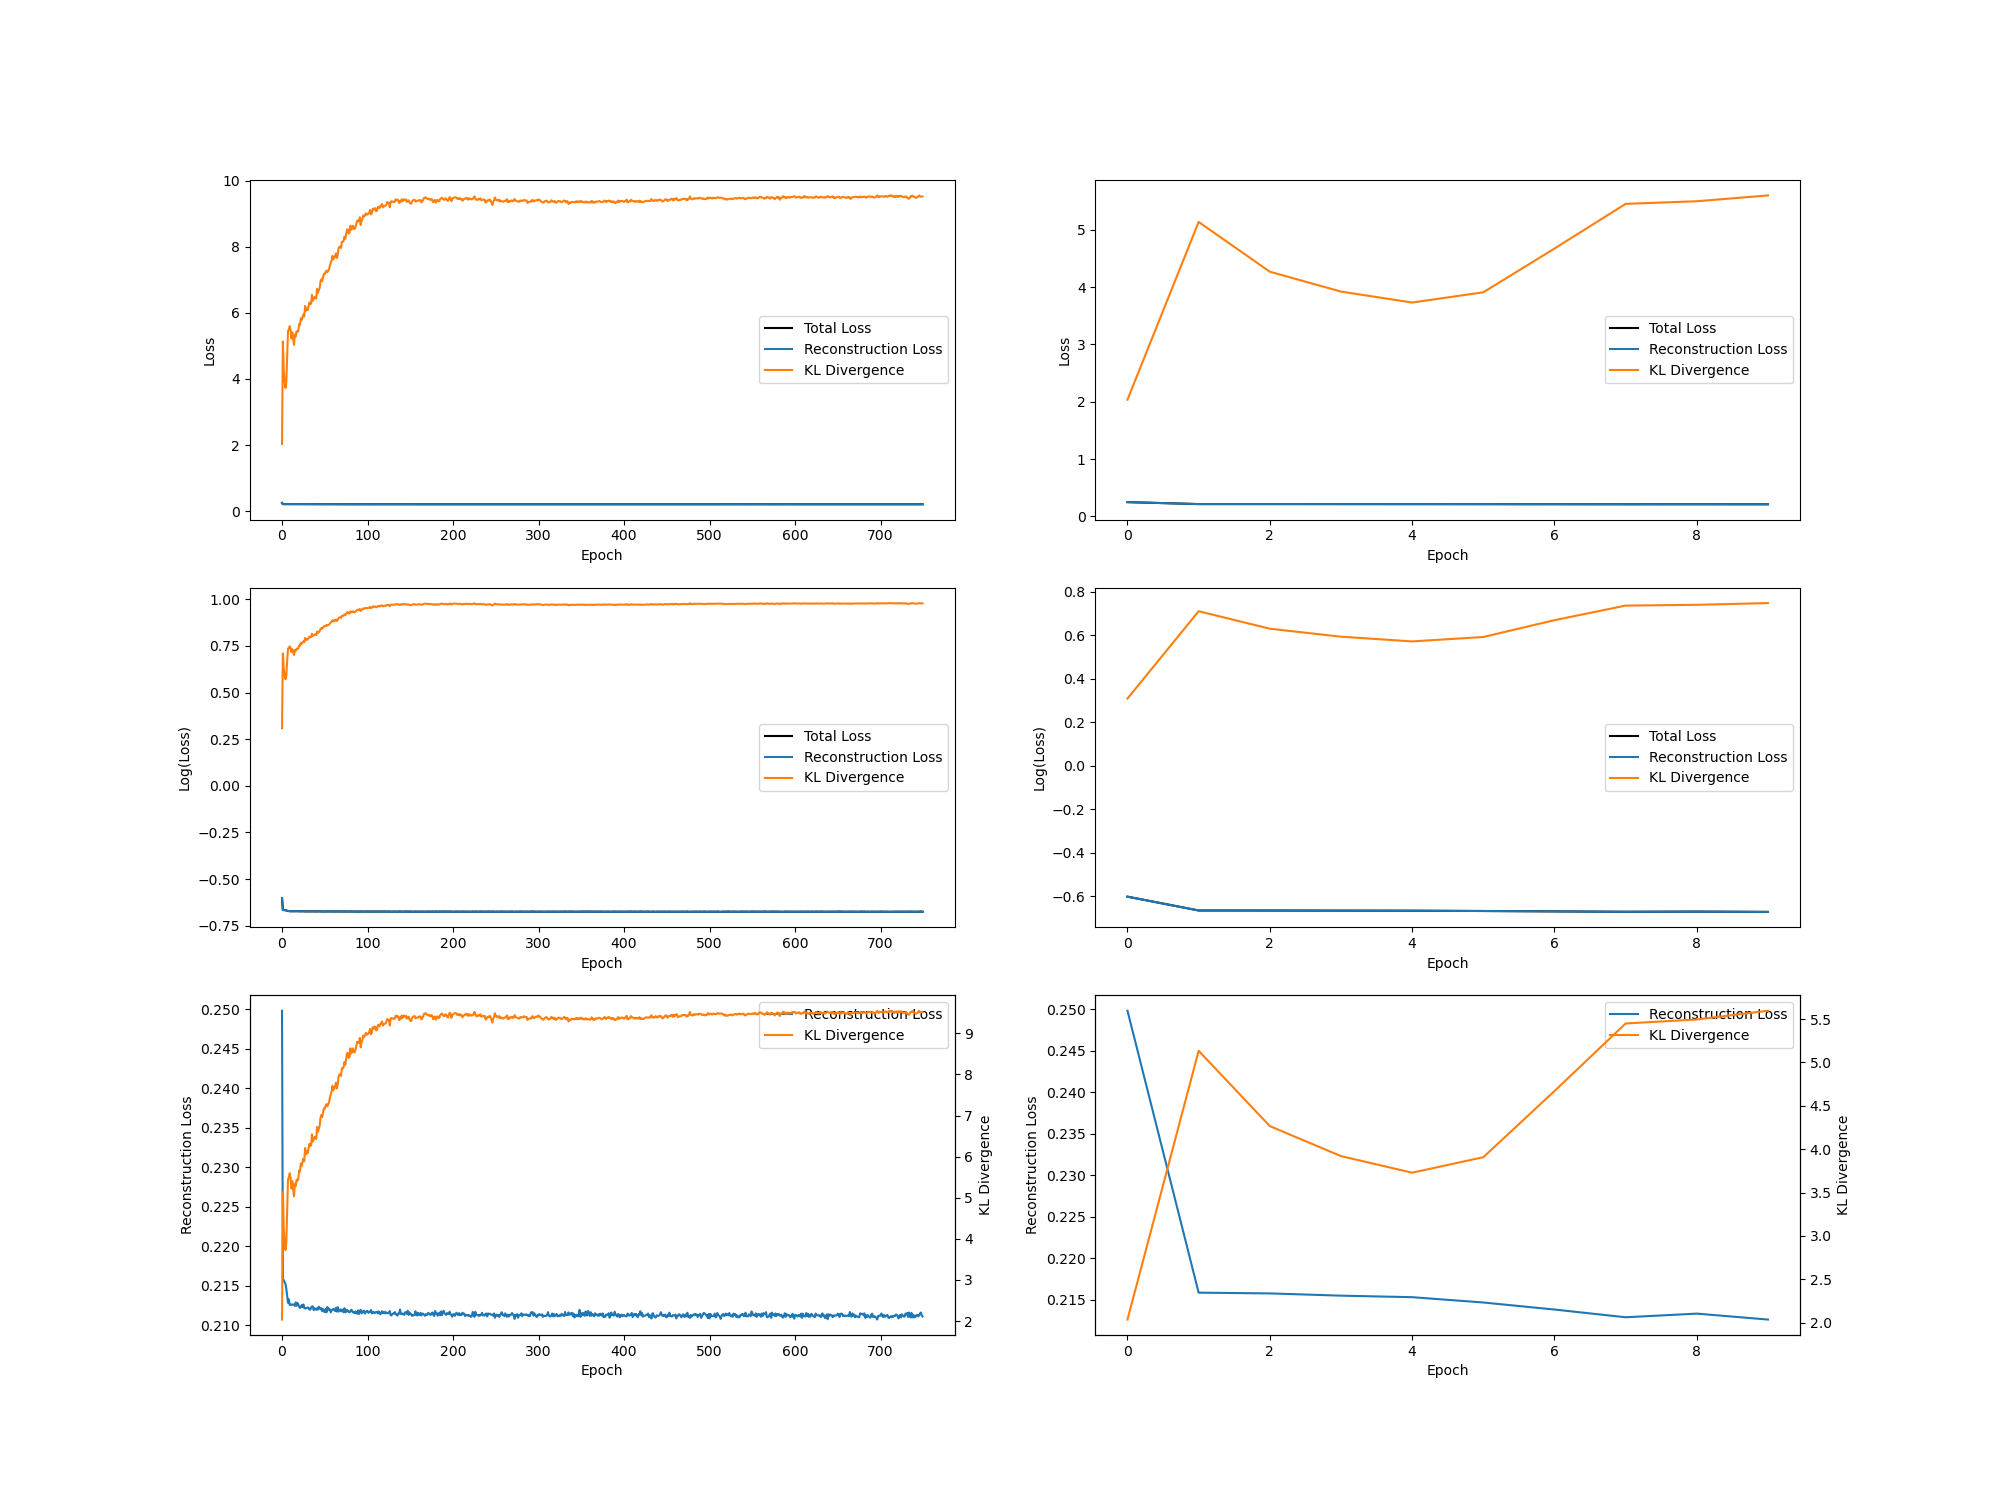 10
8
6
4
2
0
Loss
Total Loss
Reconstruction Loss
KL Divergence
0 100 200 300 400 500 600 700
Epoch
5
4
3
2
1
0
Loss
Total Loss
Reconstruction Loss
KL Divergence
0 2 4 6 8
Epoch
1.00
0.75
0.50
0.25
0.00
−0.25
−0.50
−0.75
Log(Loss)
Total Loss
Reconstruction Loss
KL Divergence
0 100 200 300 400 500 600 700
Epoch
0.8
0.6
0.4
0.2
0.0
−0.2
−0.4
−0.6
Log(Loss)
Total Loss
Reconstruction Loss
KL Divergence
0 2 4 6 8
Epoch
0.250
0.245
0.240
0.235
0.230
0.225
0.220
0.215
0.210
Reconstruction Loss
Reconstruction Loss
KL Divergence
9
8
7
6
5
4
3
2
KL Divergence
0 100 200 300 400 500 600 700
Epoch
0.250
0.245
0.240
0.235
0.230
0.225
0.220
0.215
Reconstruction Loss
Reconstruction Loss
KL Divergence
5.5
5.0
4.5
4.0
3.5
3.0
2.5
2.0
KL Divergence
0 2 4 6 8
Epoch